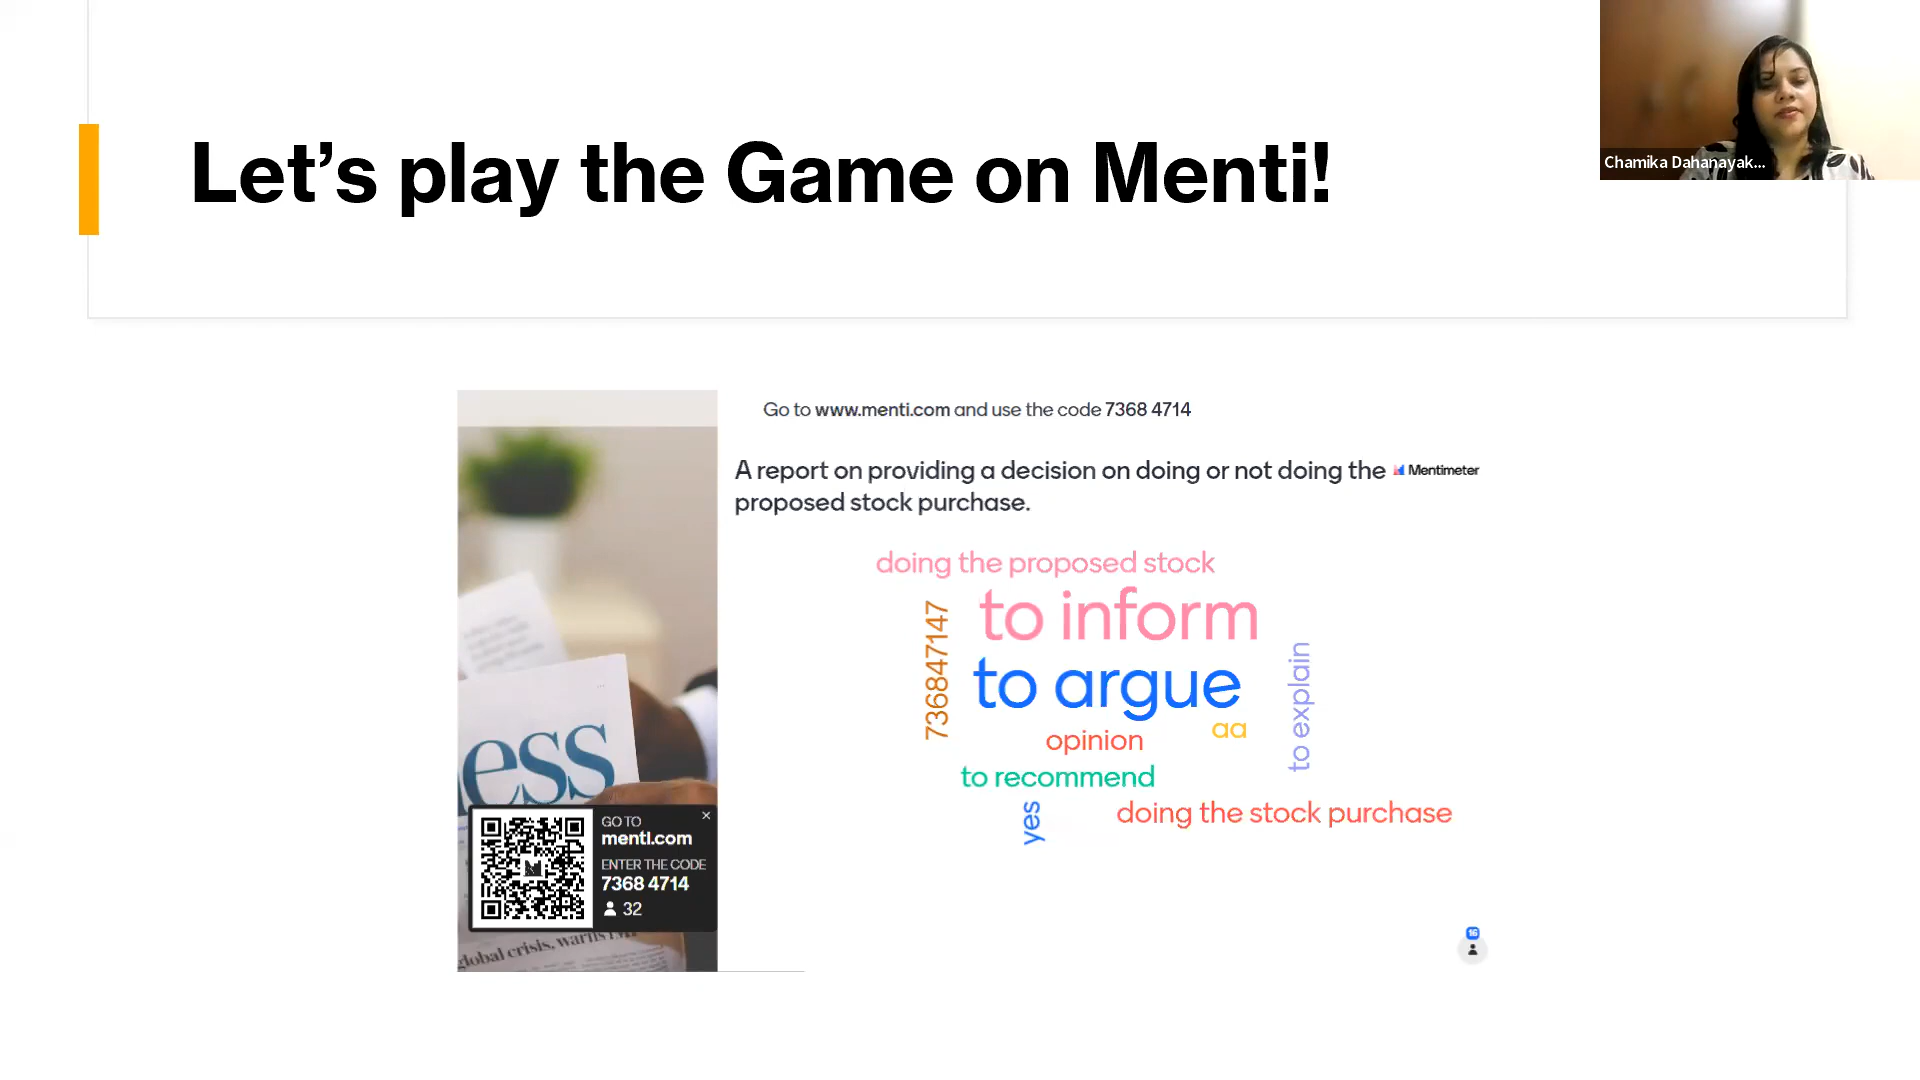 Let's play the Game on Menti!
Chamika Dahanayak...
Go to www.menti.com and use the code 7368 4714
A report on providing a decision on doing or not doing the
Mentimeter
proposed stock purchase.
doing the proposed stock
to inform
736847147
to argue
to explain
aa
opinion
to recommend
yes
doing the stock purchase
ess
GO TO
menti.com
ENTER THE CODE
7368 4714
32
global crisis, warns IMF
16